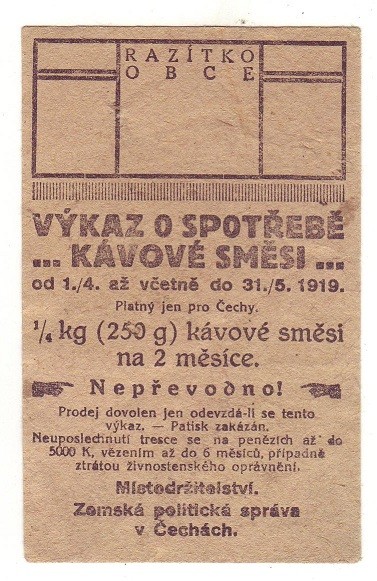 RAZÍTKO
OBCE
VÝKAZ O SPOTŘEBĚ
... KÁVOVÉ SMĚSI ...
od 1./4. až včetně do 31./5. 1919.
Platný jen pro Čechy.
1/4 kg (250 g) kávové směsi
na 2 měsíce.
Nepřevodno!
Prodej dovolen jen odevzdá-li se tento
výkaz. — Patisk zakázán.
Neuposlechnutí tresce se na penězích až do
5000 K, vězením až do 6 měsíců, případně
ztrátou živnostenského oprávnění.
Místodržitelství.
Zemská politická správa
v Čechách.